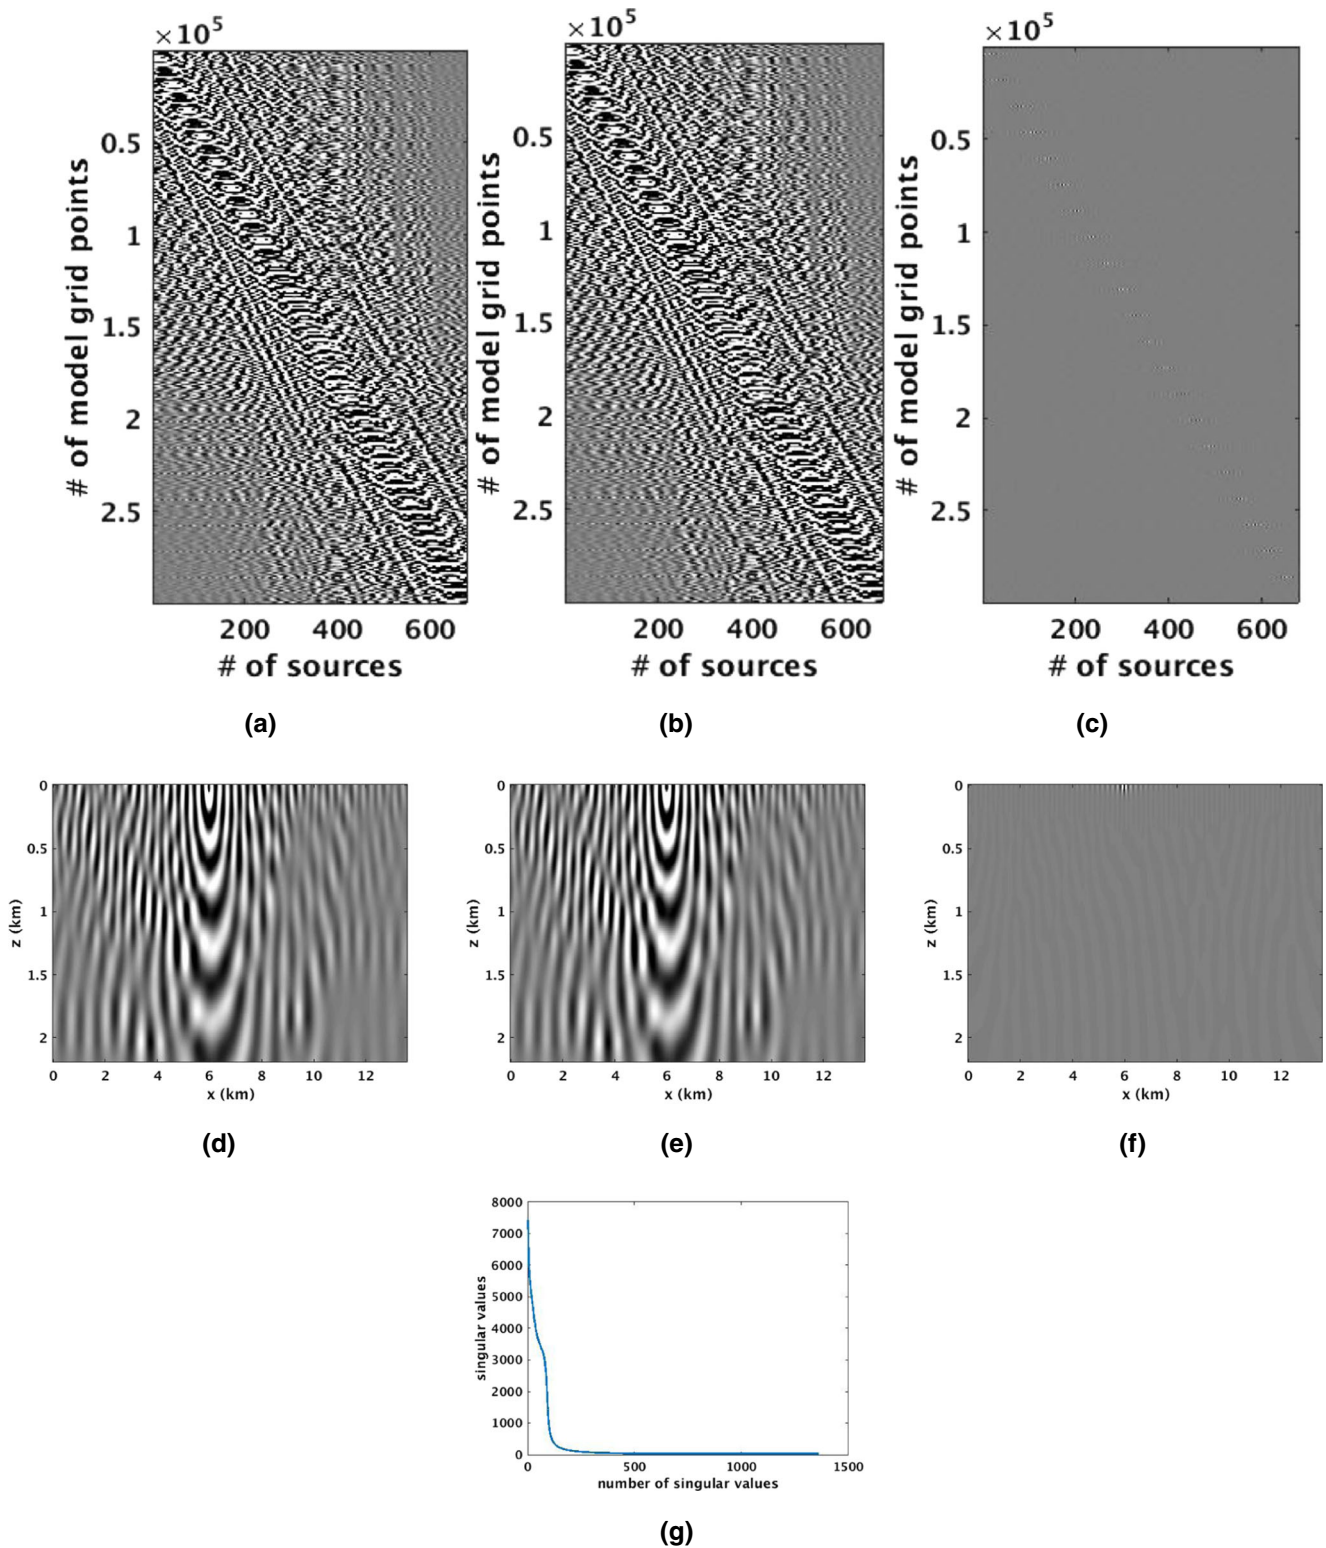 ×10⁵
0.5
1
1.5
2
2.5
# of model grid points
200 400 600
# of sources
(a)
×10⁵
0.5
1
1.5
2
2.5
# of model grid points
200 400 600
# of sources
(b)
×10⁵
0.5
1
1.5
2
2.5
# of model grid points
200 400 600
# of sources
(c)
0
0.5
1
1.5
2
z (km)
0 2 4 6 8 10 12
x (km)
(d)
0
0.5
1
1.5
2
z (km)
0 2 4 6 8 10 12
x (km)
(e)
0
0.5
1
1.5
2
z (km)
0 2 4 6 8 10 12
x (km)
(f)
8000
7000
6000
5000
4000
3000
2000
1000
0
singular values
0 500 1000 1500
number of singular values
(g)